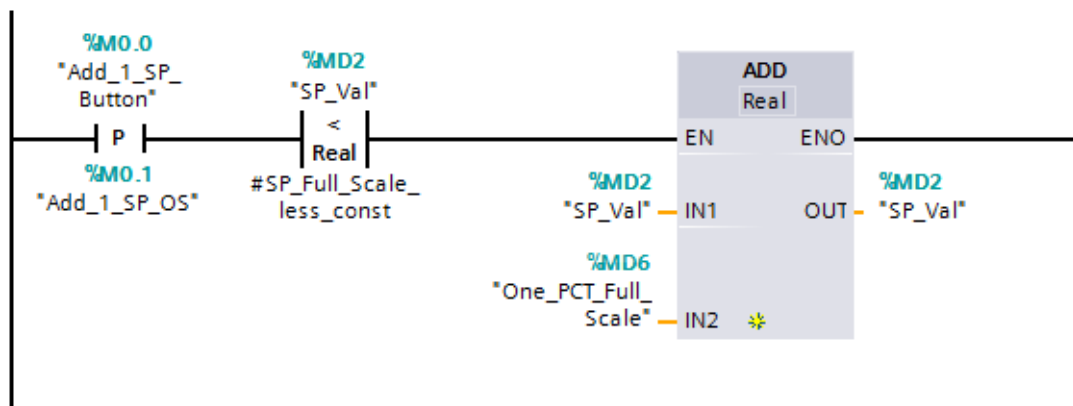 %M0.0
"Add_1_SP_
Button"
P
%M0.1
"Add_1_SP_OS"
%MD2
"SP_Val"
<
Real
#SP_Full_Scale_
less_const
ADD
Real
EN
ENO
%MD2
"SP_Val"
IN1
OUT
%MD2
"SP_Val"
%MD6
"One_PCT_Full_
Scale"
IN2